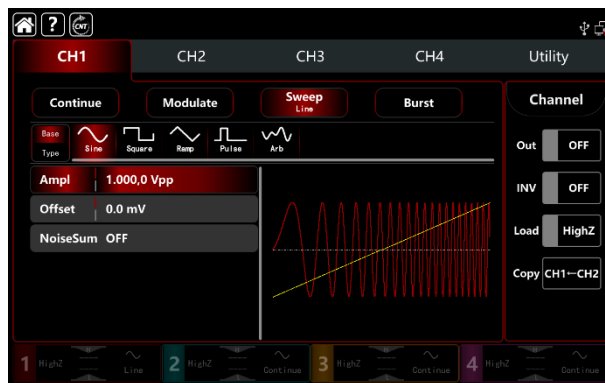 ? CNT
CH1 CH2 CH3 CH4 Utility
Continue Modulate Sweep Burst Channel
Line
Base
Type Sine Square Ramp Pulse Arb
Out OFF
Ampl 1.000,0 Vpp
INV OFF
Offset 0.0 mV
Load HighZ
NoiseSum OFF
Copy CH1←CH2
1 HighZ Line 2 HighZ Continue 3 HighZ Continue 4 HighZ Continue